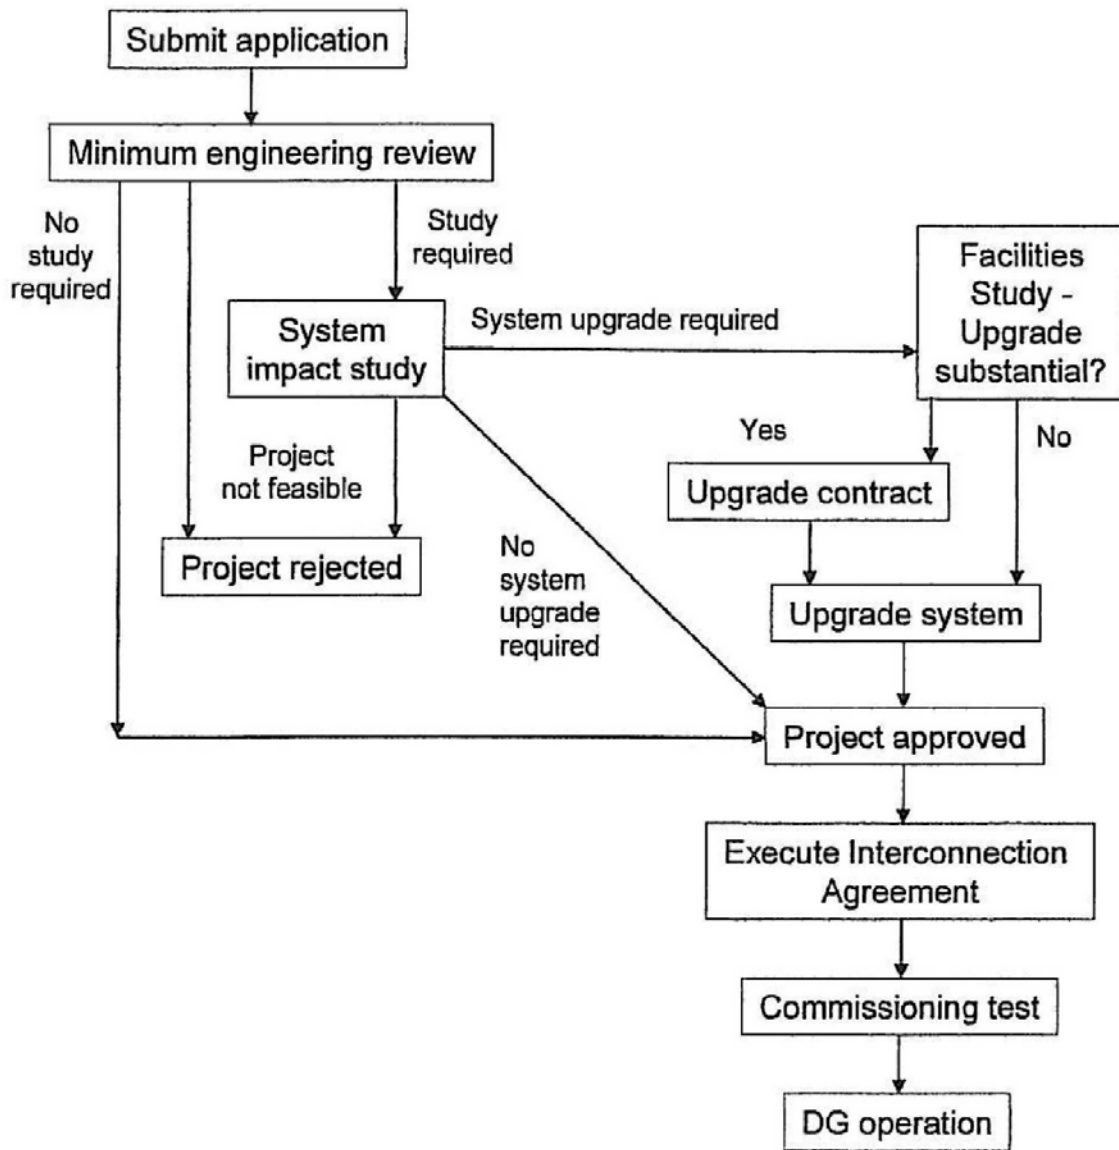 Submit application
Minimum engineering review
No
study
required
Study
required
Facilities
Study -
Upgrade
substantial?
System
impact study
System upgrade required
Yes
No
Project
not feasible
Upgrade contract
Project rejected
No
system
upgrade
required
Upgrade system
Project approved
Execute Interconnection
Agreement
Commissioning test
DG operation